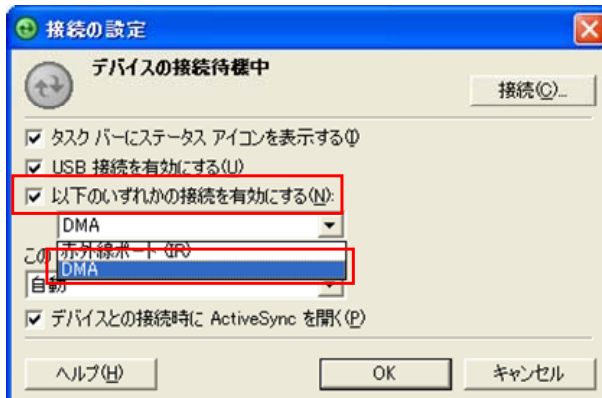 接続の設定
デバイスの接続待機中
接続(C)...
タスク バーにステータス アイコンを表示する(I)
USB 接続を有効にする(U)
以下のいずれかの接続を有効にする(N):
DMA
赤外線ポート (IR)
この
DMA
自動
デバイスとの接続時に ActiveSync を開く(P)
ヘルプ(H)
OK
キャンセル